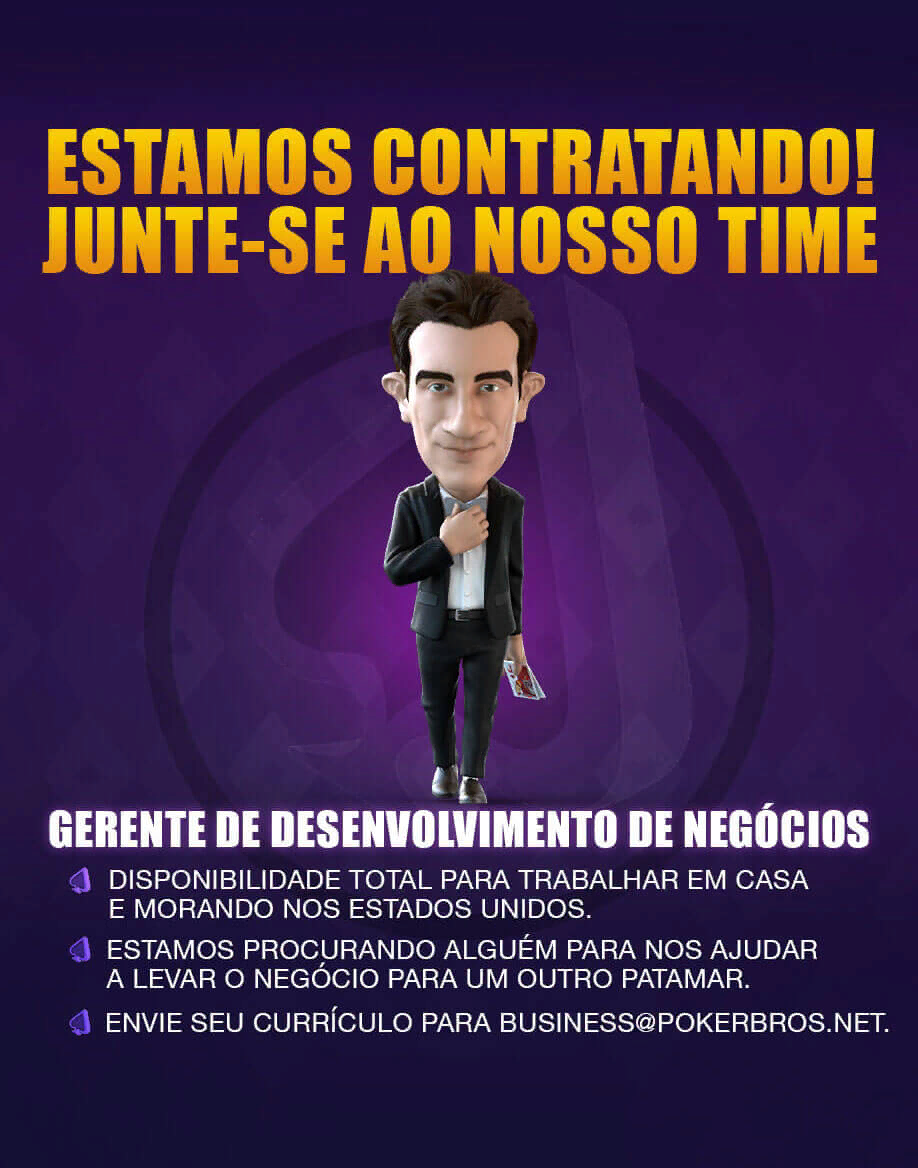 ESTAMOS CONTRATANDO!
JUNTE-SE AO NOSSO TIME
GERENTE DE DESENVOLVIMENTO DE NEGÓCIOS
DISPONIBILIDADE TOTAL PARA TRABALHAR EM CASA
E MORANDO NOS ESTADOS UNIDOS.
ESTAMOS PROCURANDO ALGUÉM PARA NOS AJUDAR
A LEVAR O NEGÓCIO PARA UM OUTRO PATAMAR.
ENVIE SEU CURRÍCULO PARA BUSINESS@POKERBROS.NET.